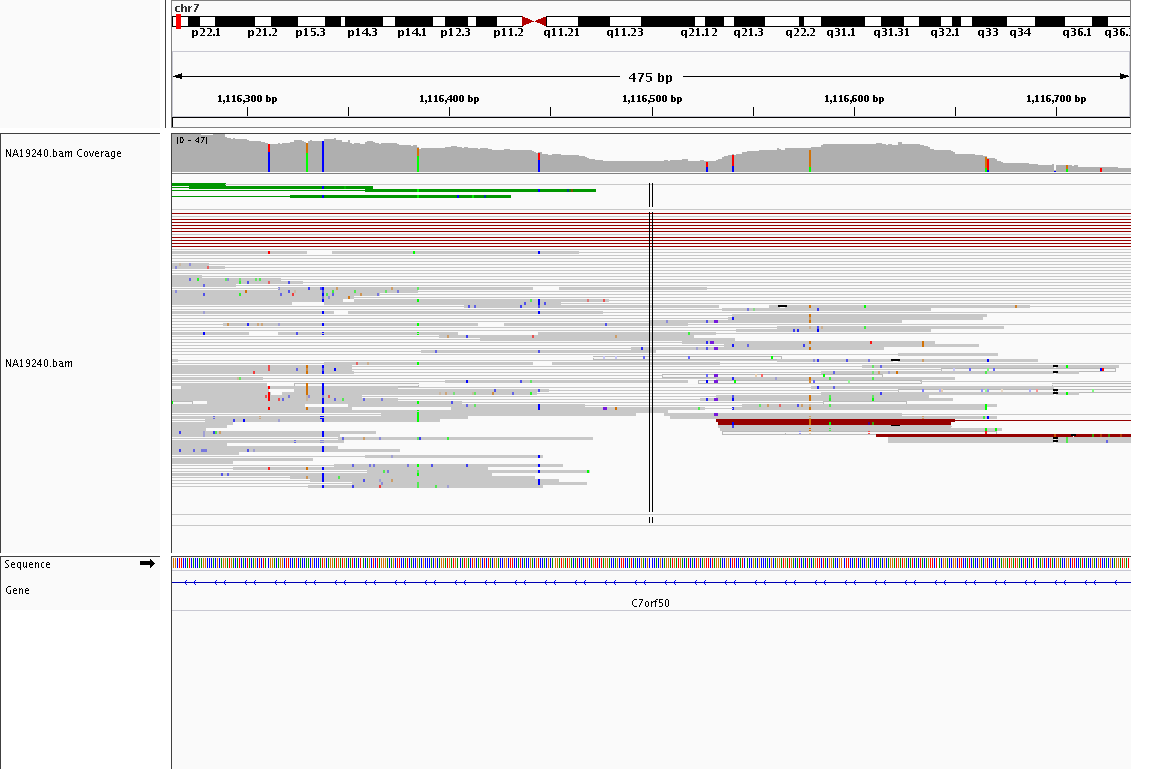 chr7
p22.1 p21.2 p15.3 p14.3 p14.1 p12.3 p11.2 q11.21 q11.23 q21.12 q21.3 q22.2 q31.1 q31.31 q32.1 q33 q34 q36.1 q36.
475 bp
1,116,300 bp 1,116,400 bp 1,116,500 bp 1,116,600 bp 1,116,700 bp
[0 - 47]
NA19240.bam Coverage
NA19240.bam
Sequence
Gene
C7orf50